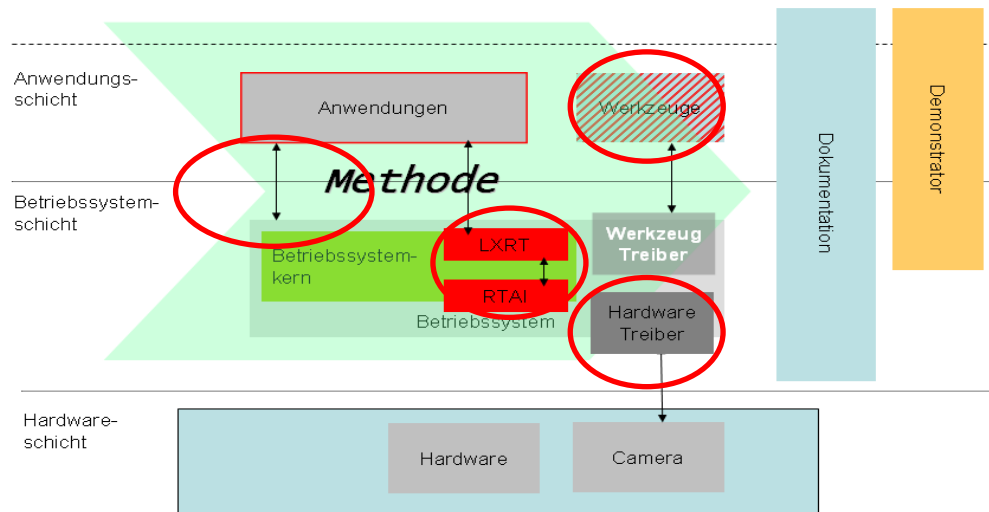 Anwendungs-
schicht
Anwendungen
Werkzeuge
Methode
Betriebssystem-
schicht
Betriebssystem-
kern
LXRT
RTAI
Betriebssystem
Werkzeug
Treiber
Hardware
Treiber
Dokumentation
Demonstrator
Hardware-
schicht
Hardware
Camera